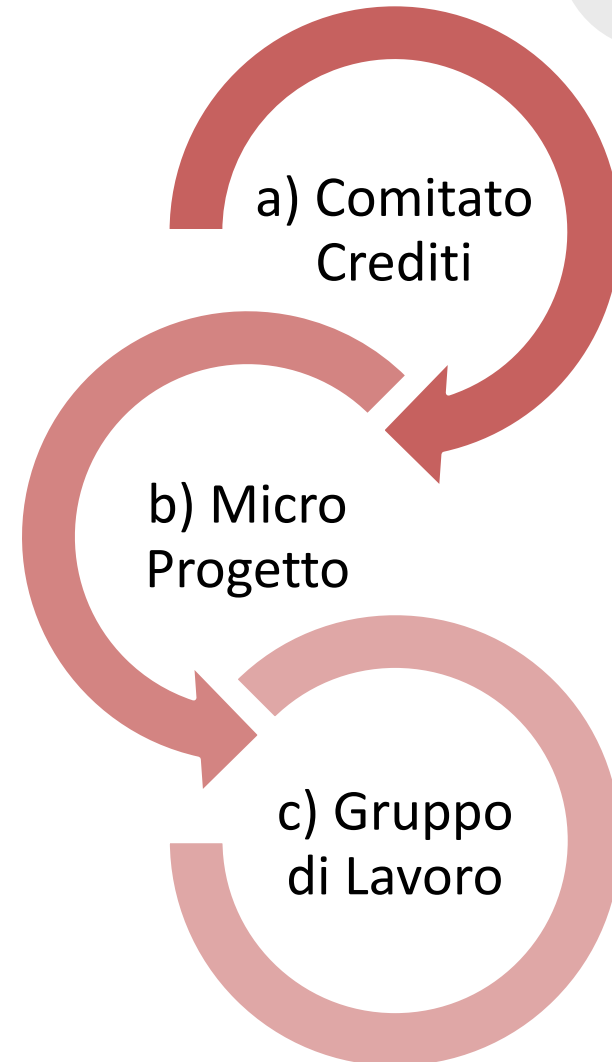 a) Comitato
Crediti
b) Micro
Progetto
c) Gruppo
di Lavoro